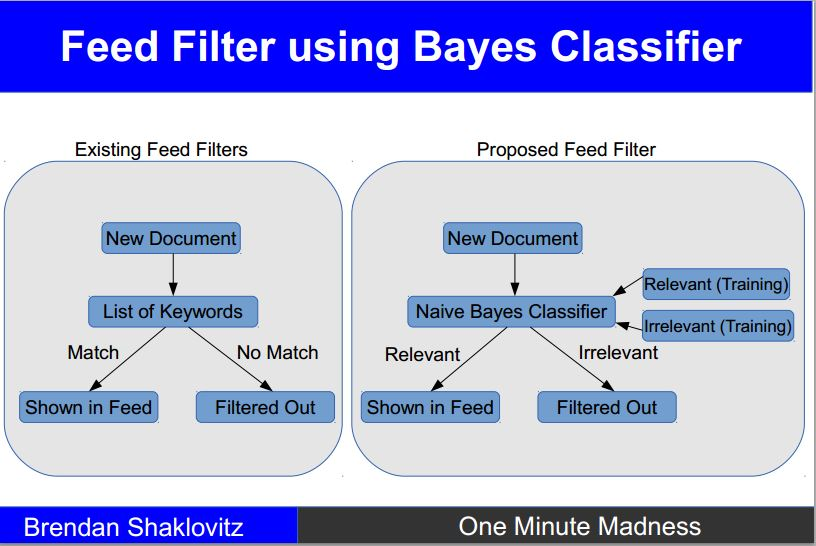 Feed Filter using Bayes Classifier
Existing Feed Filters
New Document
List of Keywords
Match
No Match
Shown in Feed
Filtered Out
Proposed Feed Filter
New Document
Relevant (Training)
Naive Bayes Classifier
Irrelevant (Training)
Relevant
Irrelevant
Shown in Feed
Filtered Out
Brendan Shaklovitz
One Minute Madness